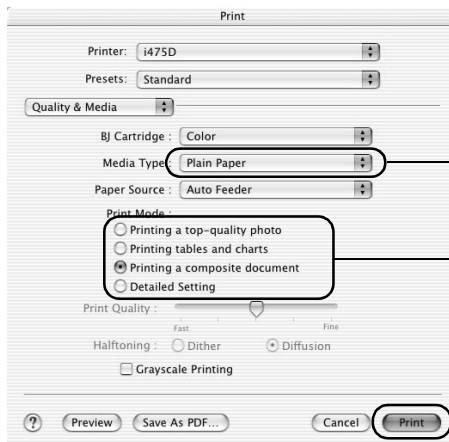 Print
Printer: i475D
Presets: Standard
Quality & Media
BJ Cartridge : Color
Media Type: Plain Paper
Paper Source : Auto Feeder
Print Mode :
Printing a top-quality photo
Printing tables and charts
Printing a composite document
Detailed Setting
Print Quality :
Fast Fine
Halftoning : Dither Diffusion
Grayscale Printing
? Preview Save As PDF... Cancel Print